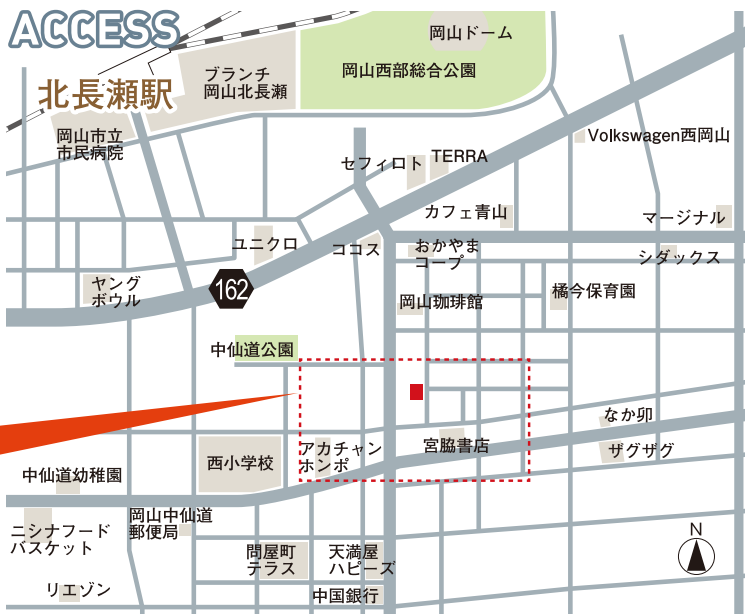 ACCESS
岡山ドーム
ブランチ
岡山北長瀬
岡山西部総合公園
北長瀬駅
岡山市立
市民病院
Volkswagen西岡山
セフィロト
TERRA
カフェ青山
マージナル
ユニクロ
ココス
おかやま
コープ
シダックス
ヤング
ボウル
162
岡山珈琲館
橘今保育園
中仙道公園
なか卯
アカチャン
ホンポ
宮脇書店
ザグザグ
西小学校
中仙道幼稚園
岡山中仙道
郵便局
ニシナフード
バスケット
問屋町
テラス
天満屋
ハピーズ
N
リエゾン
中国銀行